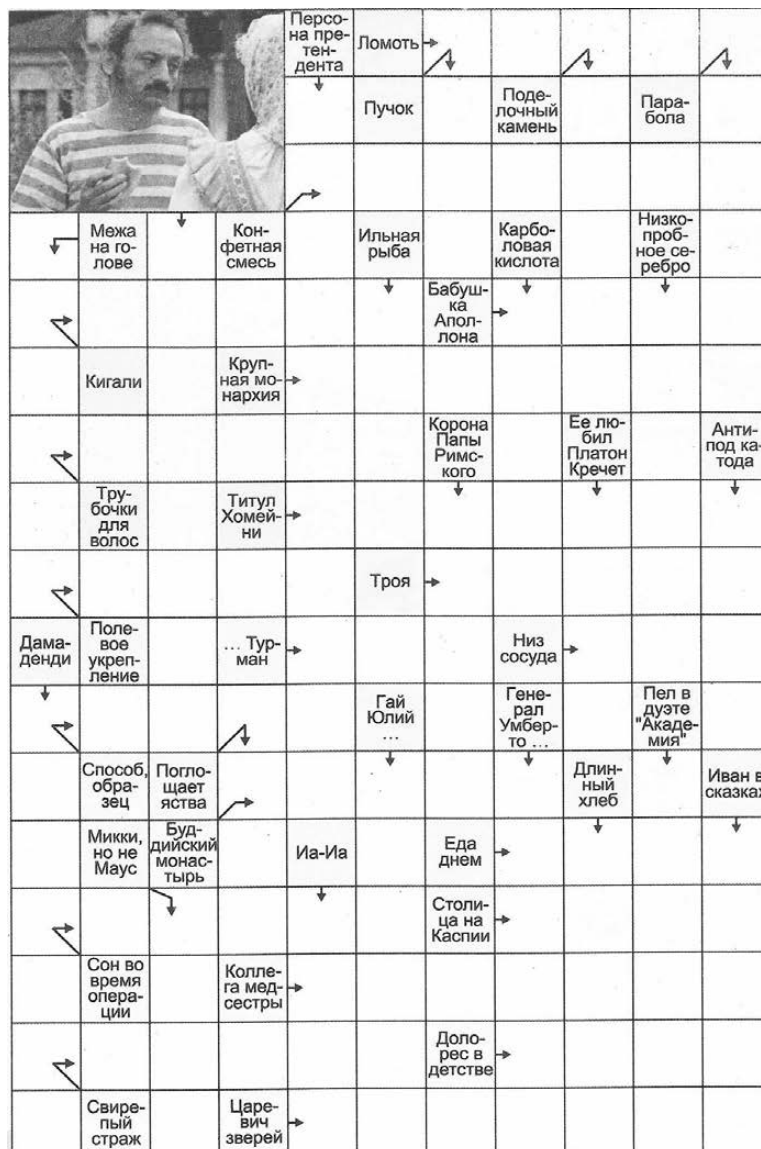 Персо-
на пре-
тен-
дента
Ломоть
Пучок
Поде-
лочный
камень
Пара-
бола
Межа
на го-
лове
Кон-
фетная
смесь
Ильная
рыба
Карбо-
ловая
кислота
Низко-
проб-
ное се-
ребро
Бабуш-
ка
Апол-
лона
Кигали
Круп-
ная мо-
нархия
Корона
Папы
Римс-
кого
Ее лю-
бил
Платон
Кречет
Анти-
под ка-
тода
Тру-
бочки
для
волос
Титул
Хомей-
ни
Троя
Дама-
денди
Поле-
вое
укреп-
ление
... Тур-
ман
Низ
сосуда
Гай
Юлий
...
Гене-
рал
Умбер-
то ...
Пел в
дуэте
"Акаде-
мия"
Способ,
обра-
зец
Погло-
щает
яства
Длин-
ный
хлеб
Иван в
сказках
Микки,
но не
Маус
Буд-
дийский
монас-
тырь
Иа-Иа
Еда
днем
Столи-
ца на
Каспии
Сон во
время
опера-
ции
Колле-
га мед-
сестры
Доло-
рес в
детстве
Свире-
пый
страж
Царе-
вич
зверей